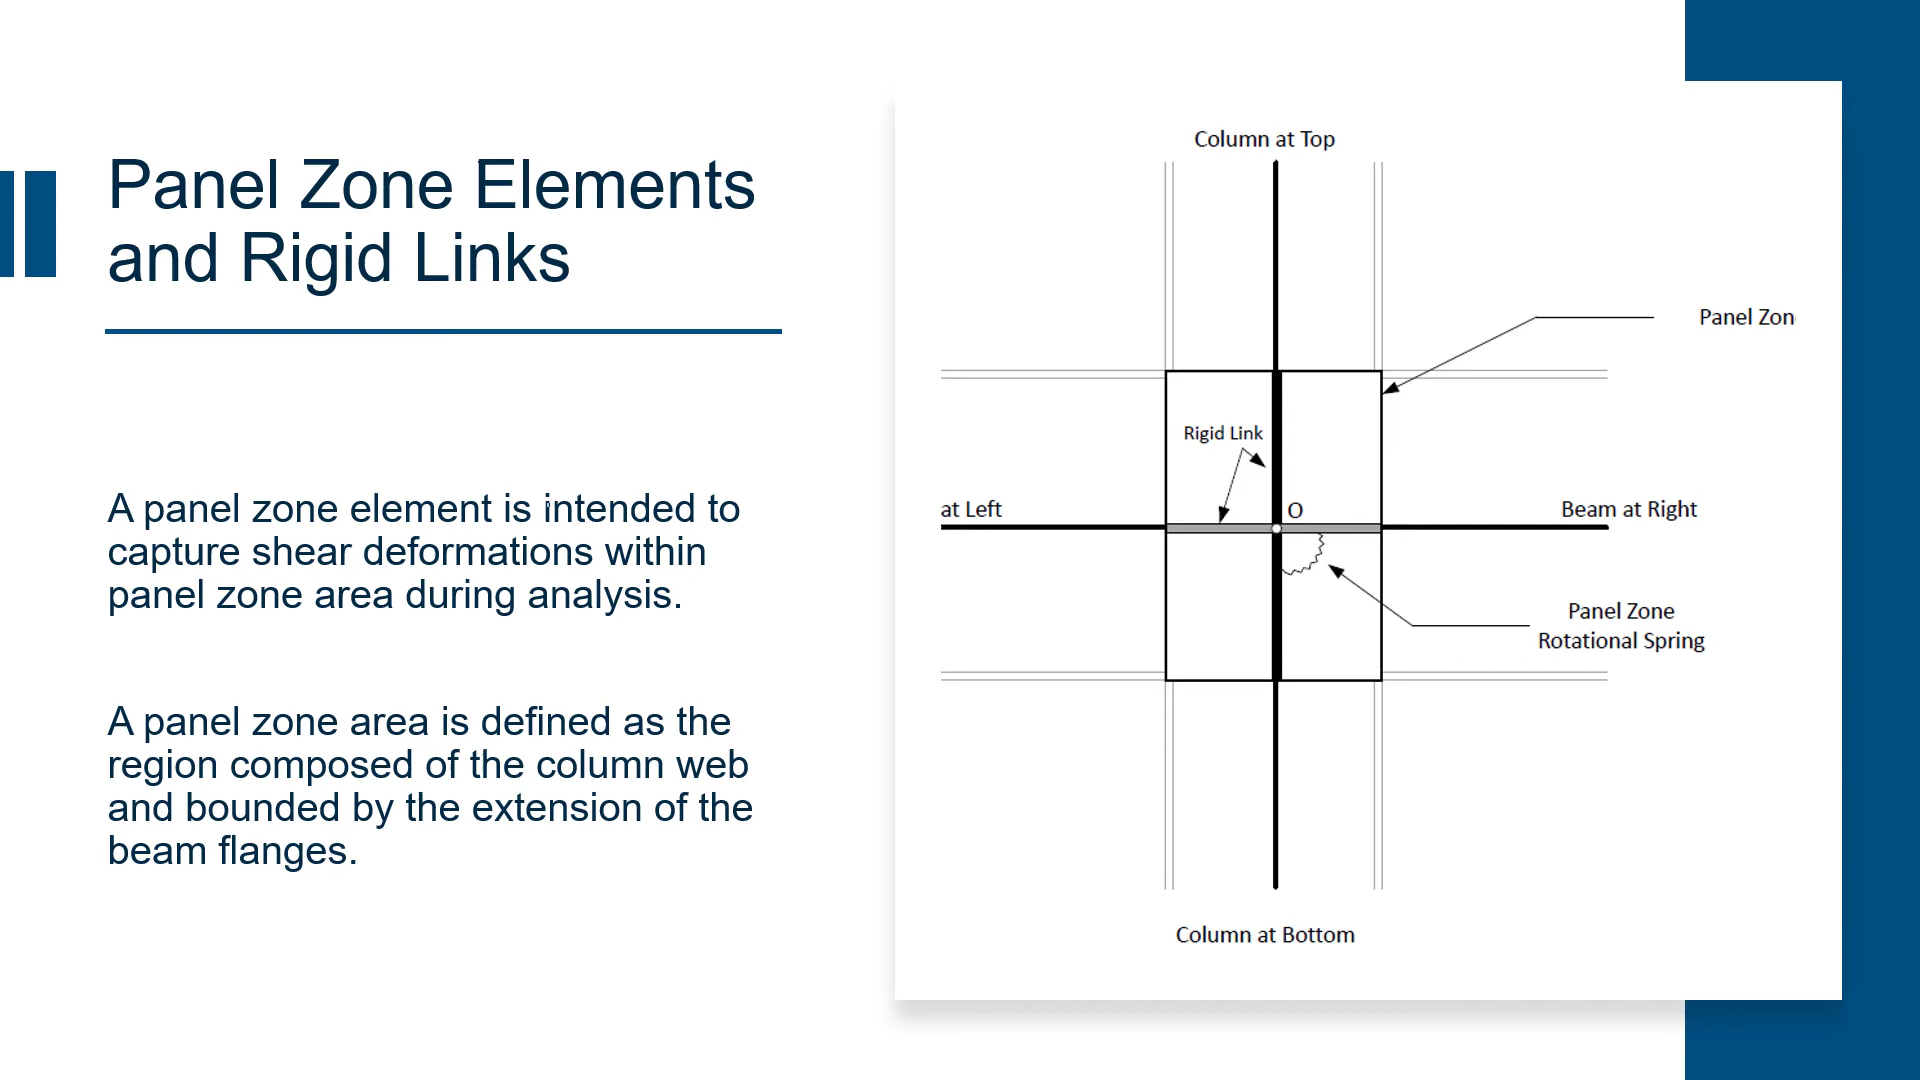 Panel Zone Elements
and Rigid Links
A panel zone element is intended to
capture shear deformations within
panel zone area during analysis.
A panel zone area is defined as the
region composed of the column web
and bounded by the extension of the
beam flanges.
Column at Top
Panel Zon
Rigid Link
at Left
O
Beam at Right
Panel Zone
Rotational Spring
Column at Bottom